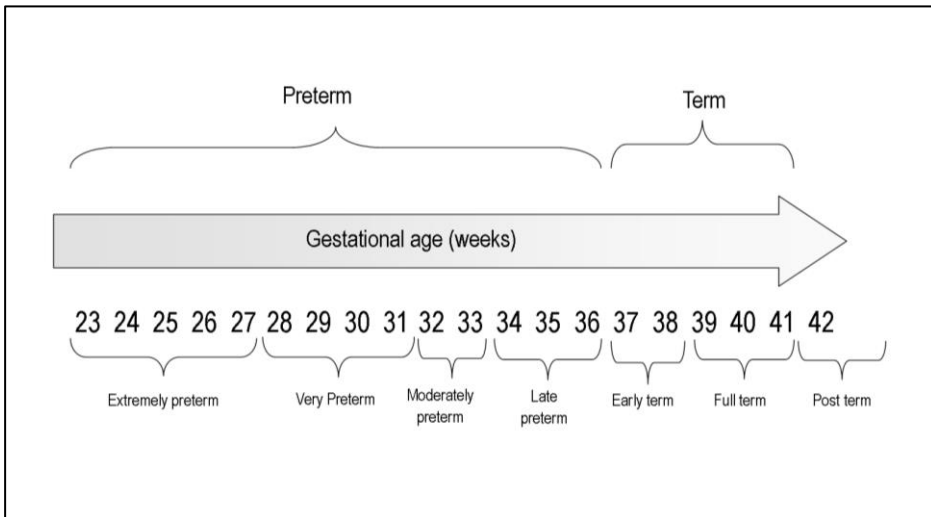 Preterm
Term
Gestational age (weeks)
23 24 25 26 27 28 29 30 31 32 33 34 35 36 37 38 39 40 41 42
Extremely preterm
Very Preterm
Moderately
preterm
Late
preterm
Early term
Full term
Post term